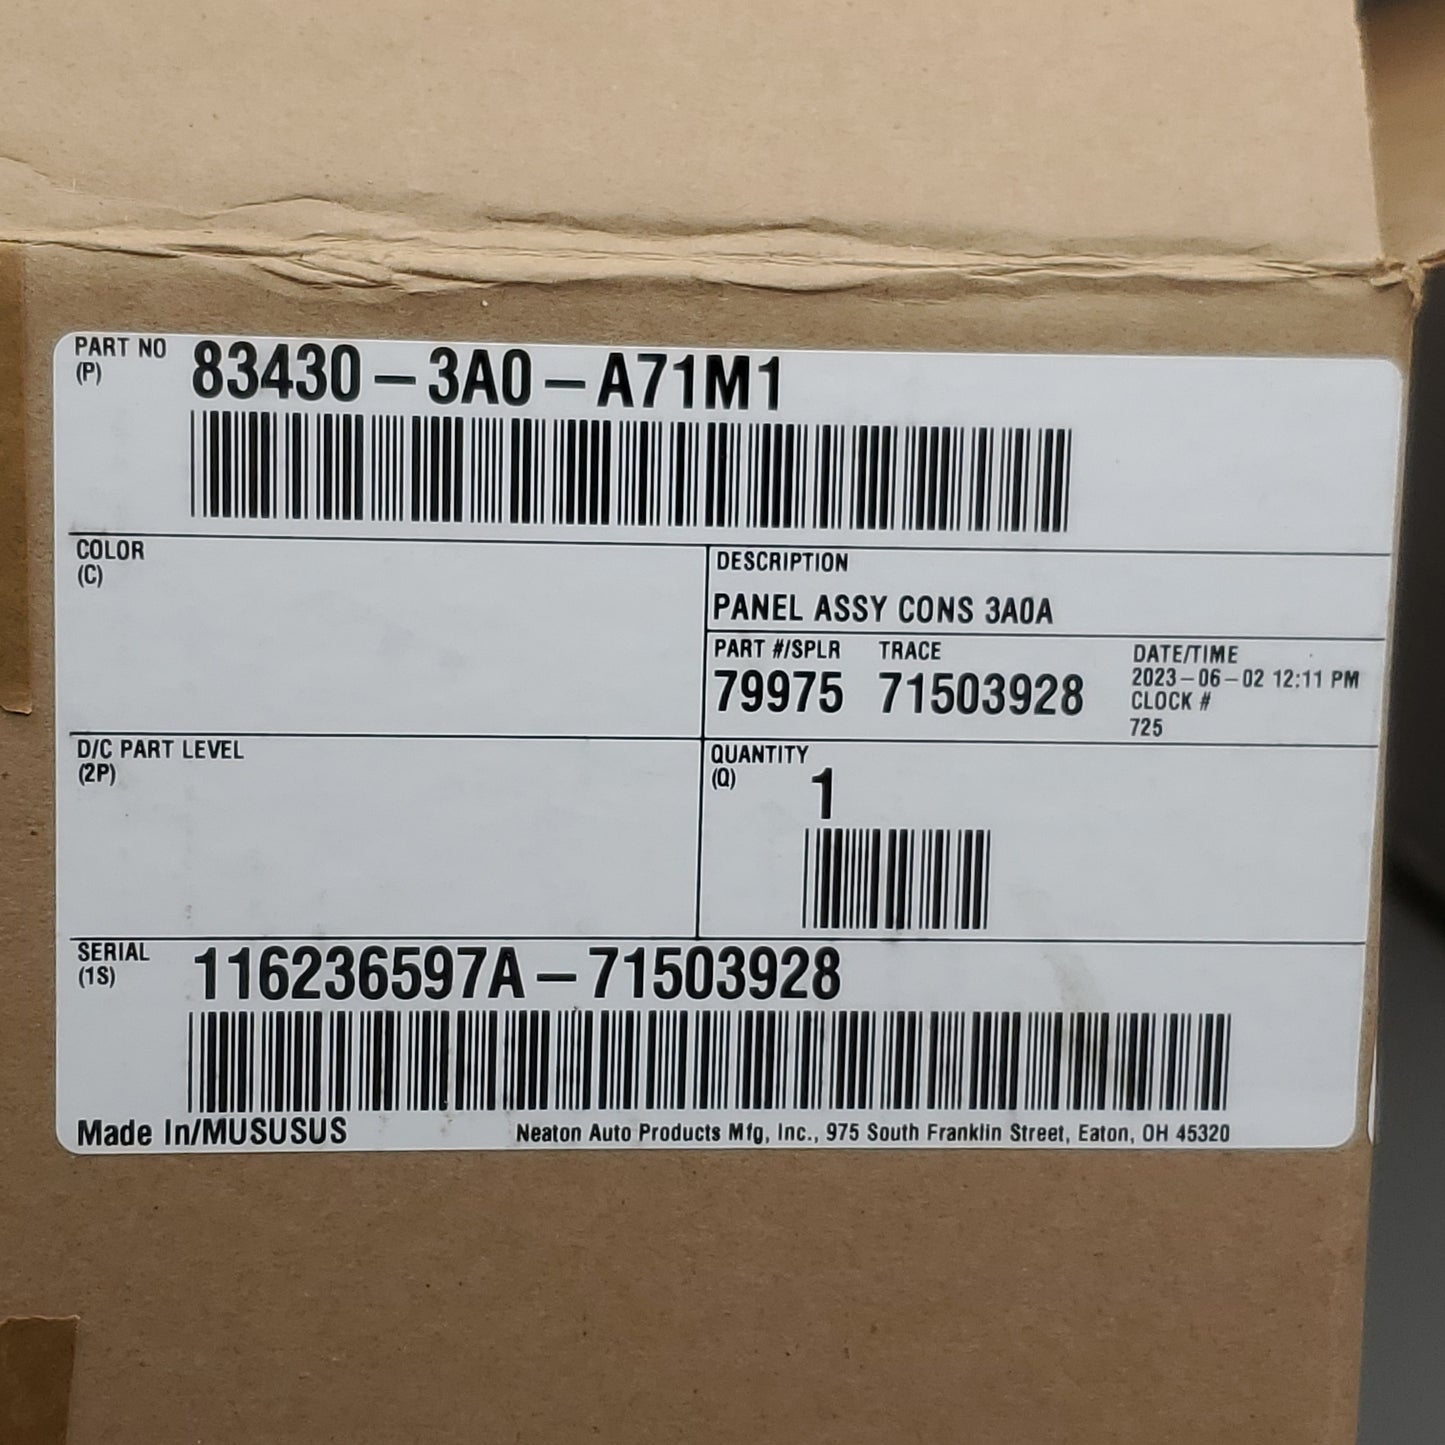 PART NO
(P)
83430-3A0-A71M1
COLOR
(C)
DESCRIPTION
PANEL ASSY CONS 3A0A
PART #/SPLR TRACE
79975 71503928
DATE/TIME
2023-06-02 12:11 PM
CLOCK #
725
D/C PART LEVEL
(2P)
QUANTITY
(Q)
1
SERIAL
(1S)
116236597A-71503928
Made In/MUSUSUS
Neaton Auto Products Mfg, Inc., 975 South Franklin Street, Eaton, OH 45320